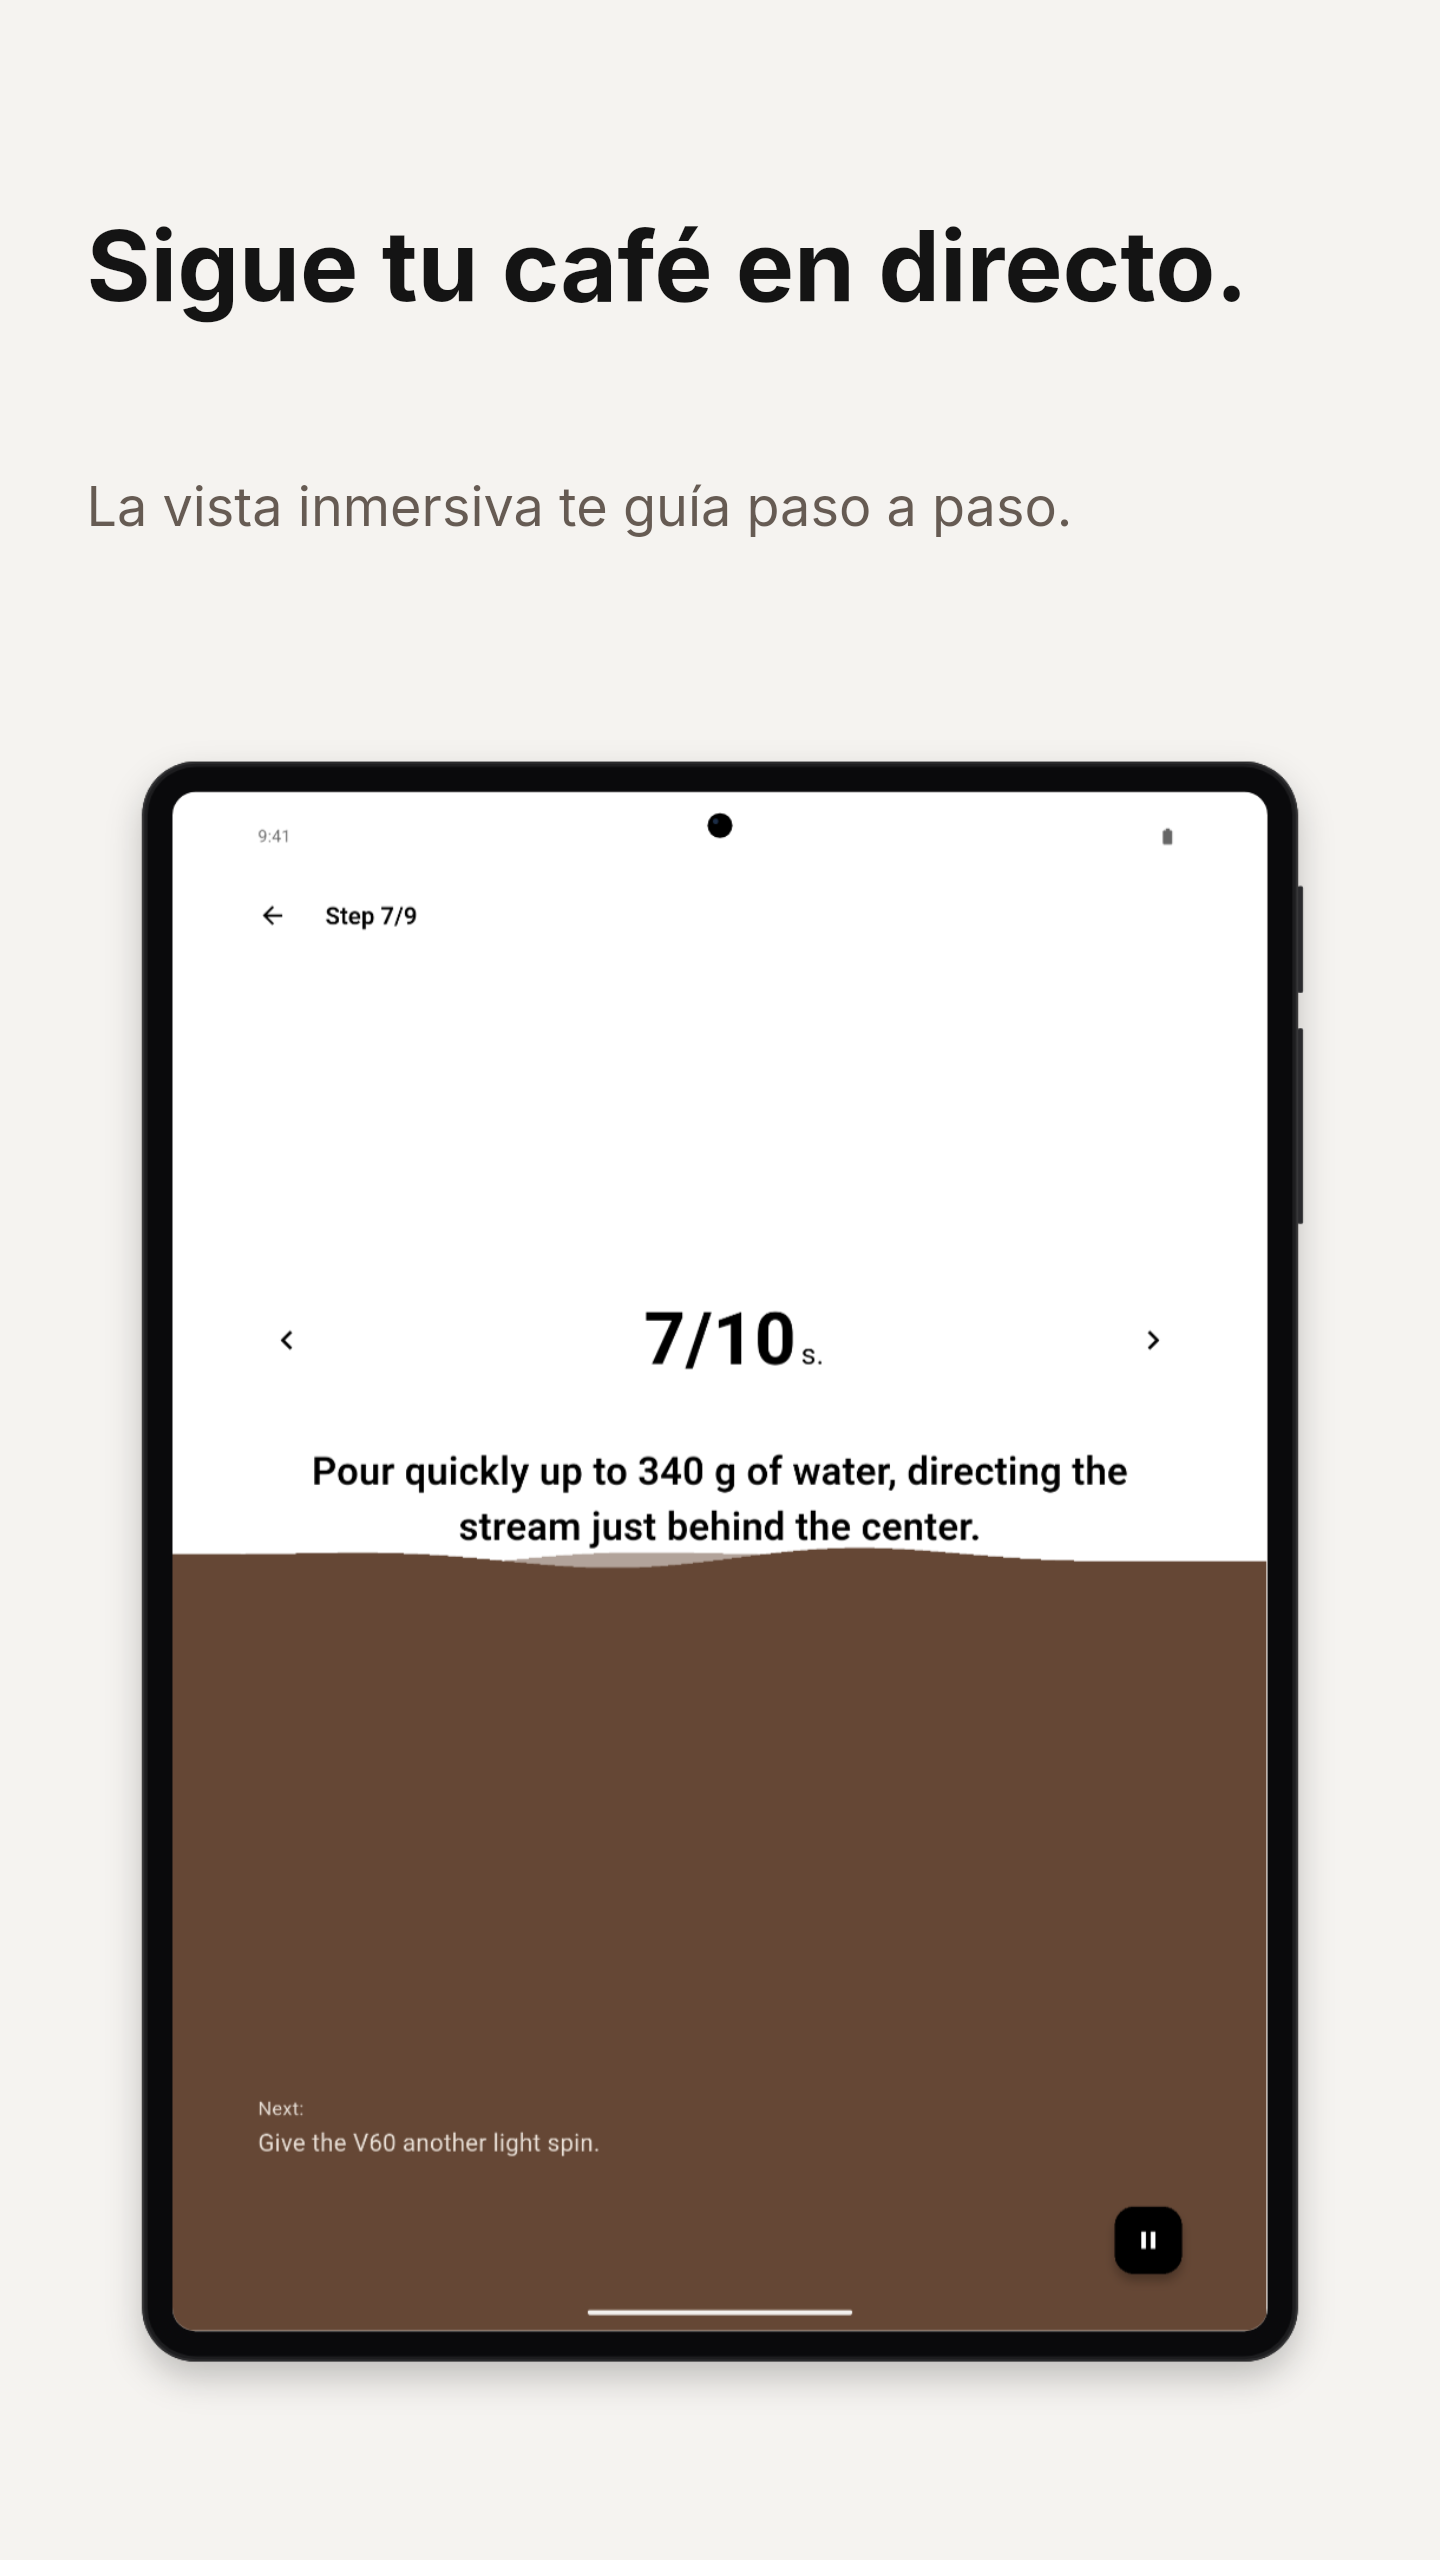 Sigue tu café en directo.
La vista inmersiva te guía paso a paso.
9:41
Step 7/9
7/10 s.
Pour quickly up to 340 g of water, directing the
stream just behind the center.
Next:
Give the V60 another light spin.